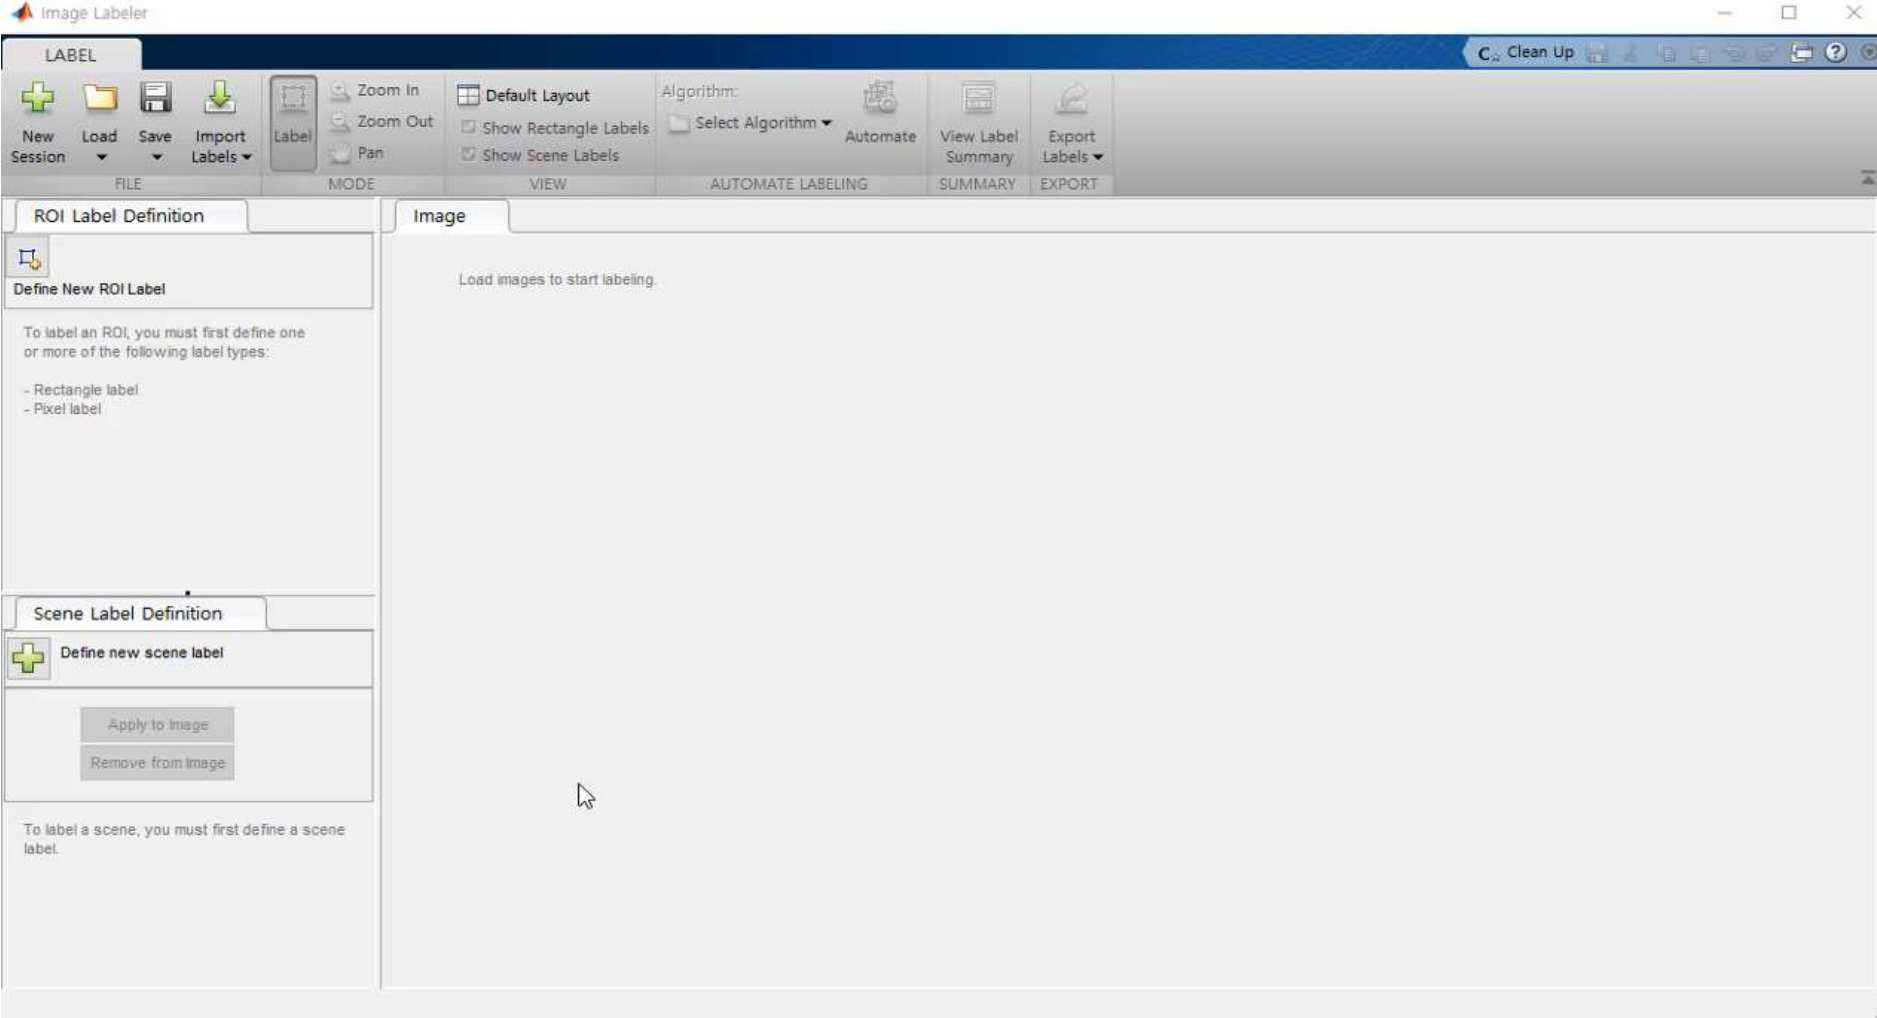 Image Labeler
LABEL
Clean Up
New
Session
Load
Save
Import
Labels
Label
Zoom In
Zoom Out
Pan
Default Layout
Show Rectangle Labels
Show Scene Labels
Algorithm:
Select Algorithm
Automate
View Label
Summary
Export
Labels
FILE
MODE
VIEW
AUTOMATE LABELING
SUMMARY
EXPORT
ROI Label Definition
Define New ROI Label
To label an ROI, you must first define one
or more of the following label types:
- Rectangle label
- Pixel label
Scene Label Definition
Define new scene label
Apply to Image
Remove from Image
To label a scene, you must first define a scene
label.
Image
Load images to start labeling.